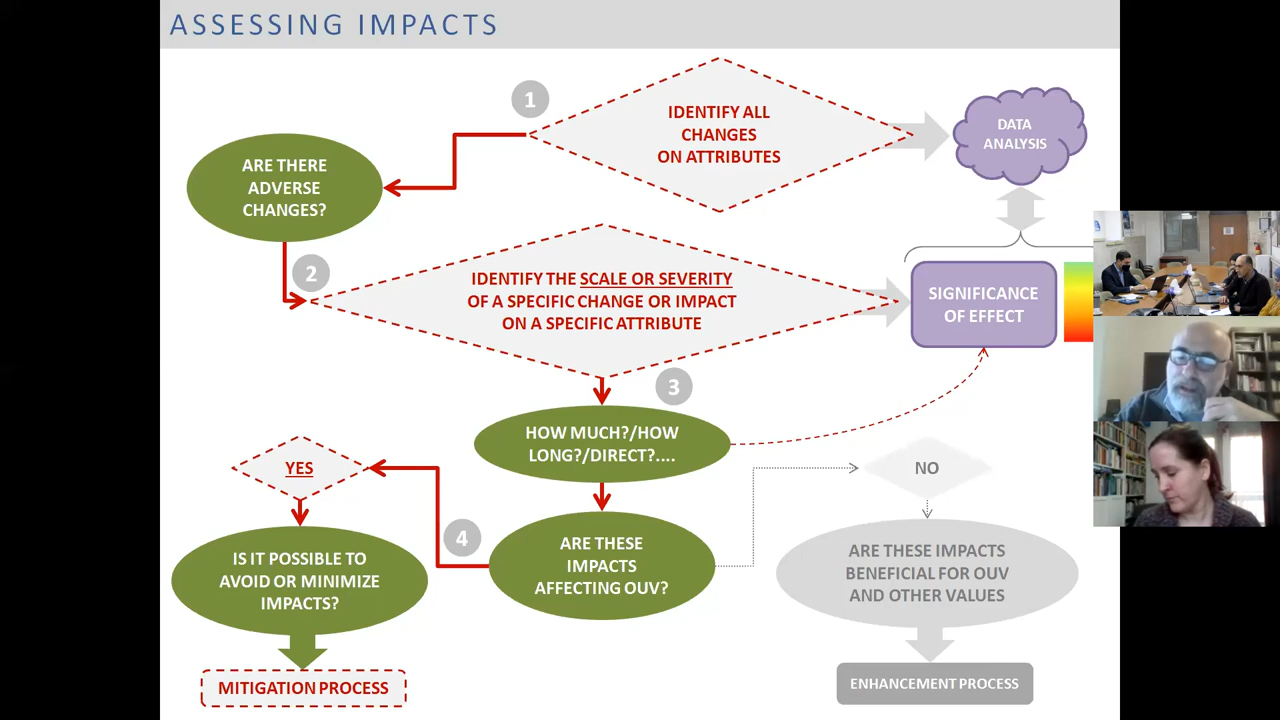 ASSESSING IMPACTS
1
IDENTIFY ALL
CHANGES
ON ATTRIBUTES
DATA
ANALYSIS
ARE THERE
ADVERSE
CHANGES?
2
IDENTIFY THE SCALE OR SEVERITY
OF A SPECIFIC CHANGE OR IMPACT
ON A SPECIFIC ATTRIBUTE
SIGNIFICANCE
OF EFFECT
3
HOW MUCH?/HOW
LONG?/DIRECT?....
YES
NO
4
ARE THESE
IMPACTS
AFFECTING OUV?
IS IT POSSIBLE TO
AVOID OR MINIMIZE
IMPACTS?
ARE THESE IMPACTS
BENEFICIAL FOR OUV
AND OTHER VALUES
MITIGATION PROCESS
ENHANCEMENT PROCESS